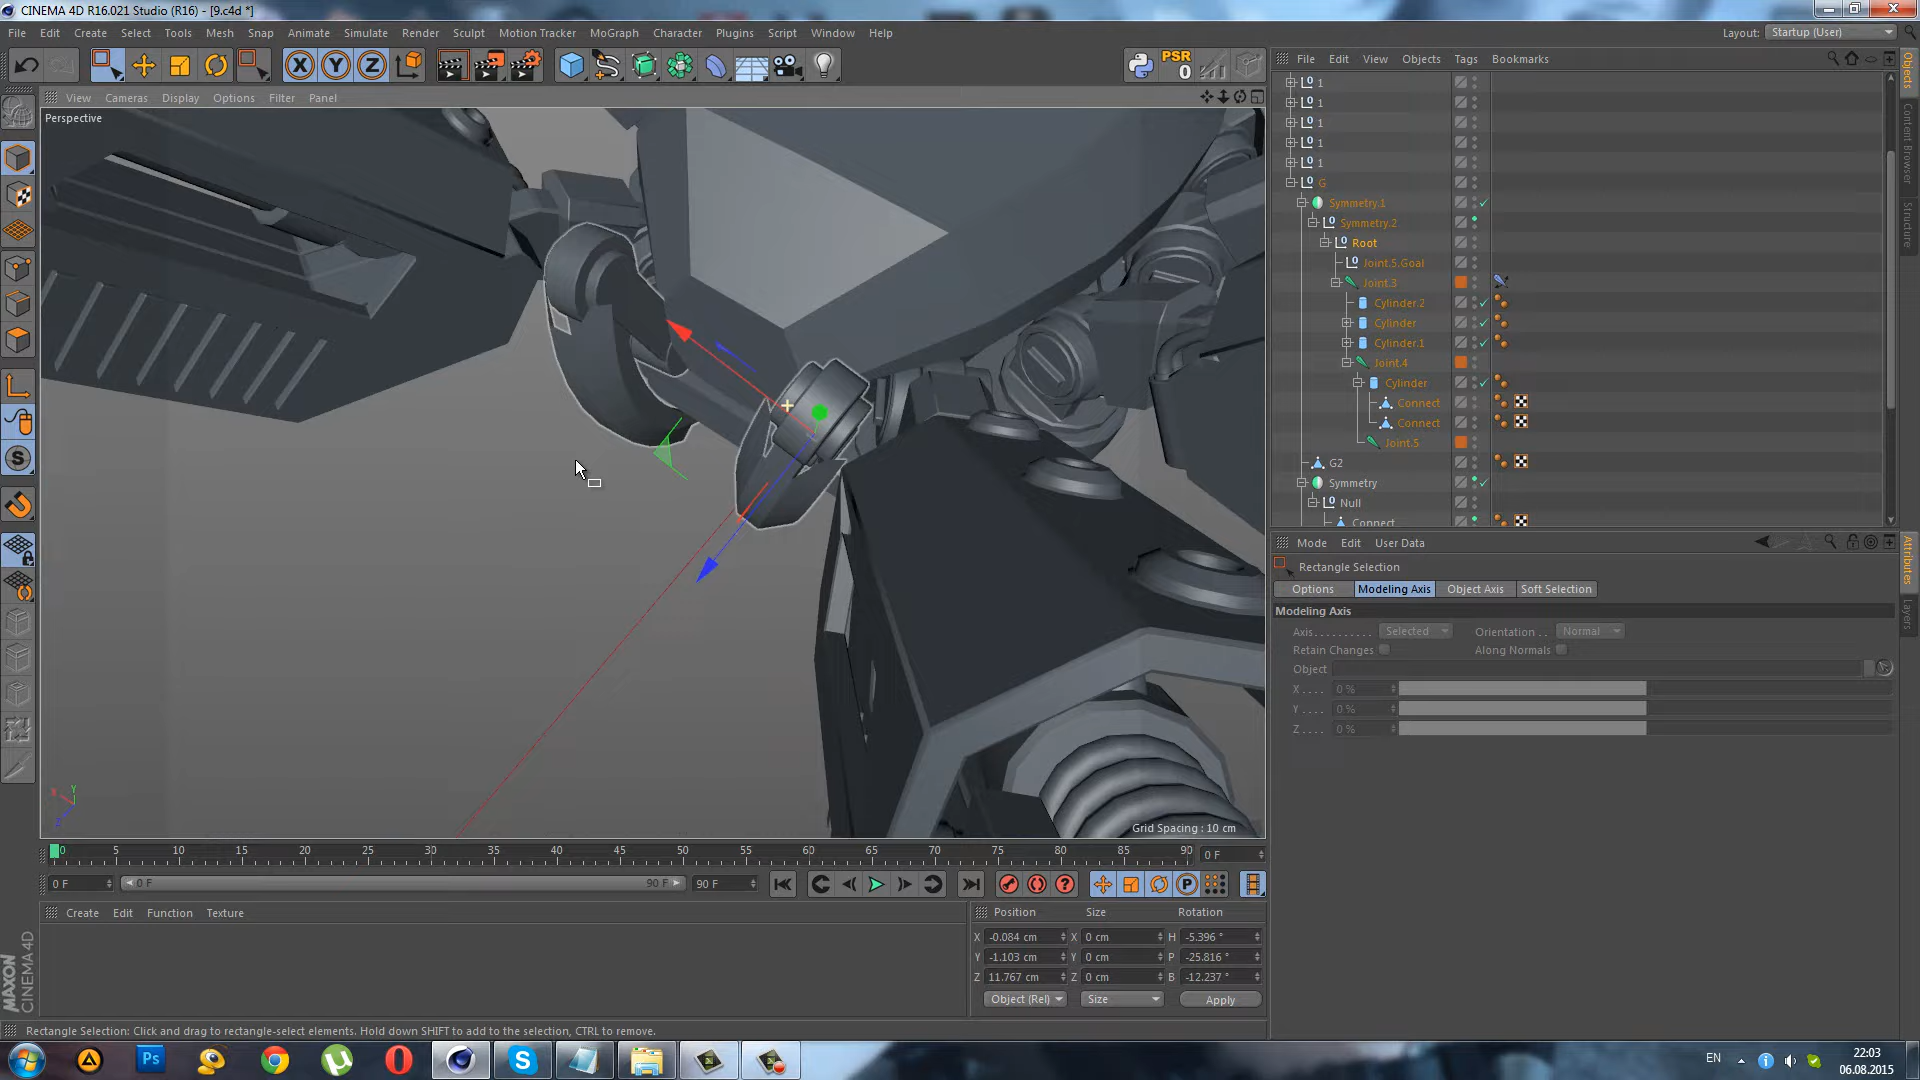 CINEMA 4D R16.021 Studio (R16) - [9.c4d *]
File Edit Create Select Tools Mesh Snap Animate Simulate Render Sculpt Motion Tracker MoGraph Character Plugins Script Window Help
Layout: Startup (User)
PSR
0
File Edit View Objects Tags Bookmarks
View Cameras Display Options Filter Panel
Perspective
1
1
1
1
1
G
Symmetry.1
Symmetry.2
Root
Joint.5.Goal
Joint.3
Cylinder.2
Cylinder
Cylinder.1
Joint.4
Cylinder
Connect
Connect
Joint.5
G2
Symmetry
Null
Connect
Objects
Content Browser
Structure
Mode Edit User Data
Rectangle Selection
Options Modeling Axis Object Axis Soft Selection
Modeling Axis
Axis . . . . . . . . . . Selected Orientation . . Normal
Retain Changes Along Normals
Object
X . . . . 0 %
Y . . . . 0 %
Z . . . . 0 %
Attributes
Layers
Grid Spacing : 10 cm
0 5 10 15 20 25 30 35 40 45 50 55 60 65 70 75 80 85 90 0 F
0 F 0 F 90 F 90 F
Create Edit Function Texture
Position Size Rotation
X -0.084 cm X 0 cm H -5.396 °
Y -1.103 cm Y 0 cm P -25.816 °
Z 11.767 cm Z 0 cm B -12.237 °
Object (Rel) Size Apply
MAXON
CINEMA 4D
Rectangle Selection: Click and drag to rectangle-select elements. Hold down SHIFT to add to the selection, CTRL to remove.
EN
22:03
06.08.2015